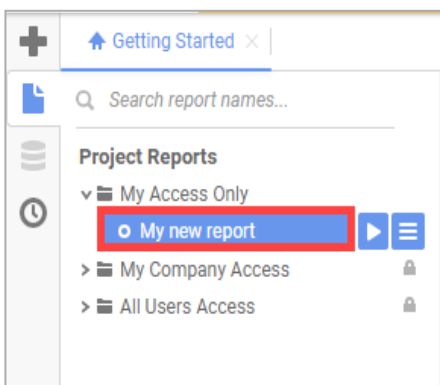 Getting Started
Search report names...
Project Reports
My Access Only
My new report
My Company Access
All Users Access